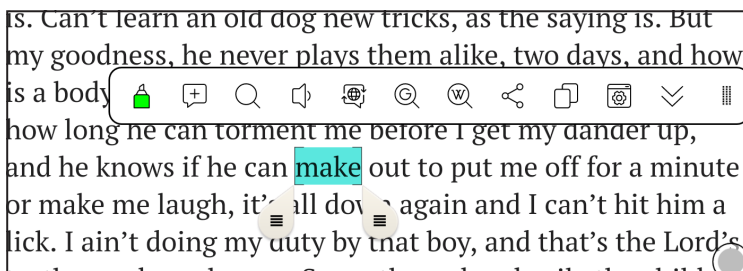 is. Can’t learn an old dog new tricks, as the saying is. But
my goodness, he never plays them alike, two days, and how
is a body
how long he can torment me before I get my dander up,
and he knows if he can make out to put me off for a minute
or make me laugh, it’s all down again and I can’t hit him a
lick. I ain’t doing my duty by that boy, and that’s the Lord’s